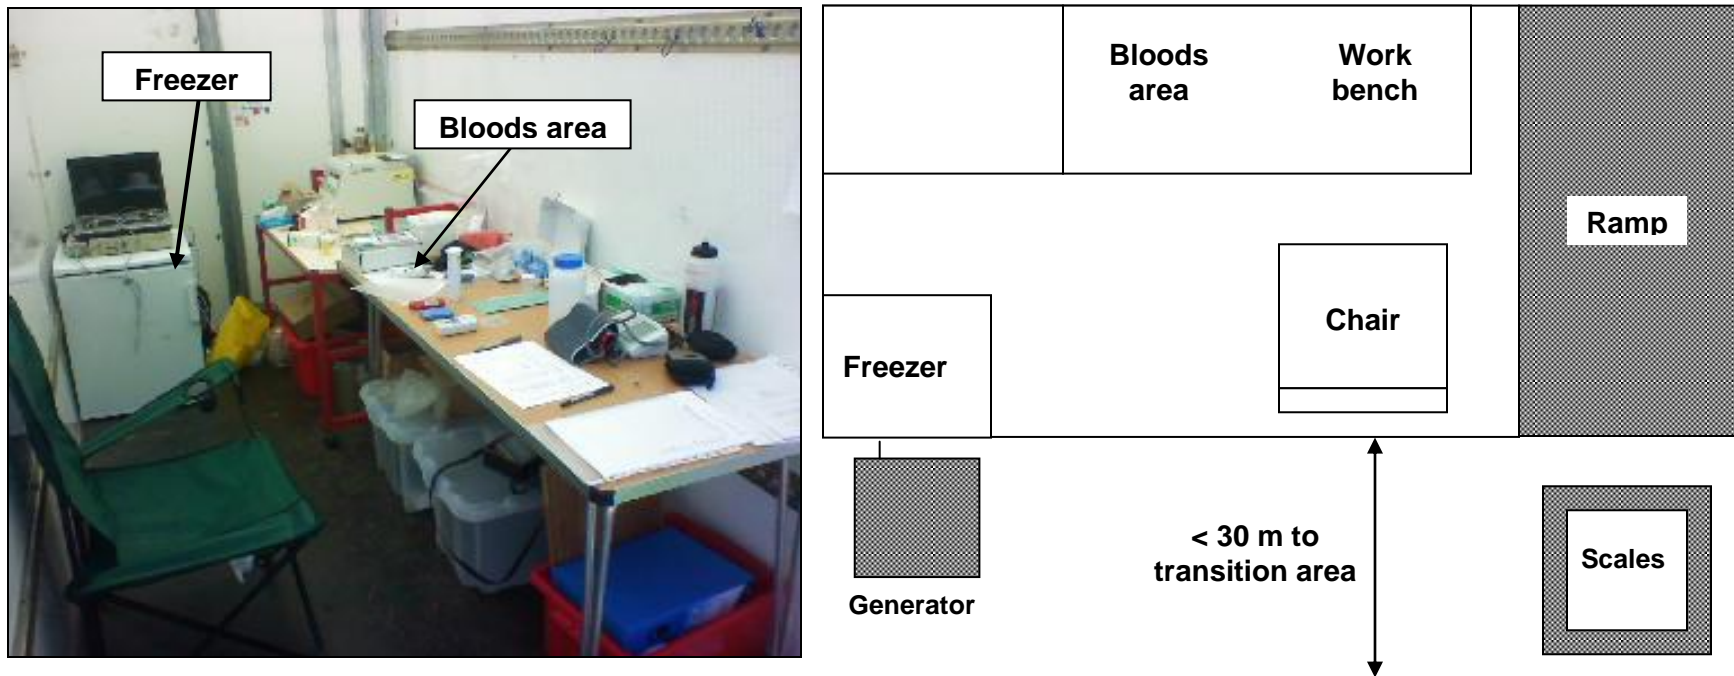 Freezer
Bloods area
Bloods
area
Work
bench
Ramp
Chair
Freezer
< 30 m to
transition area
Scales
Generator